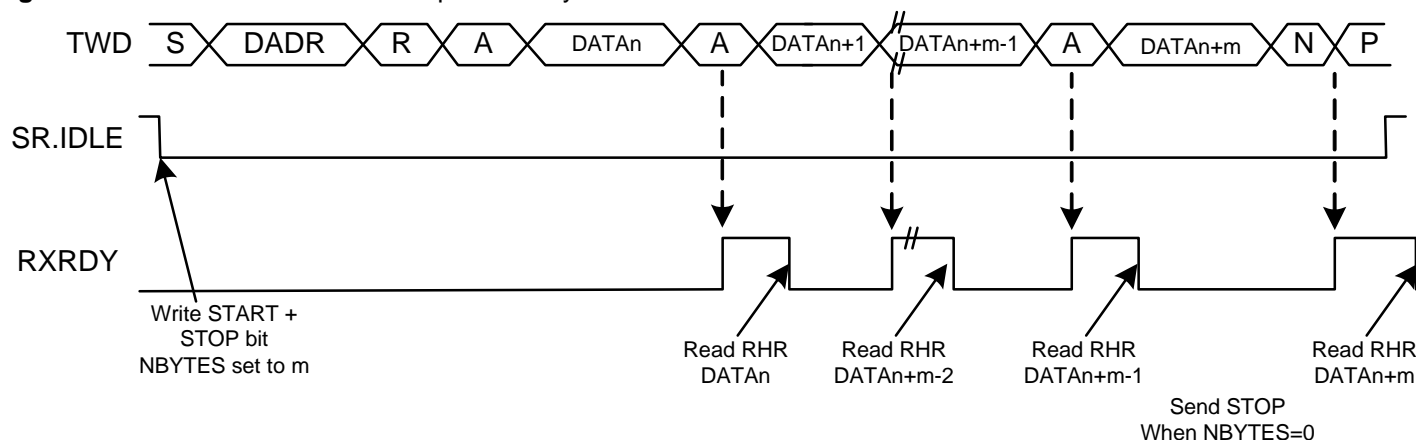 TWD S DADR R A DATAn A DATAn+1 DATAn+m-1 A DATAn+m N P
SR.IDLE
RXRDY
Write START +
STOP bit
NBYTES set to m
Read RHR
DATAn
Read RHR
DATAn+m-2
Read RHR
DATAn+m-1
Read RHR
DATAn+m
Send STOP
When NBYTES=0